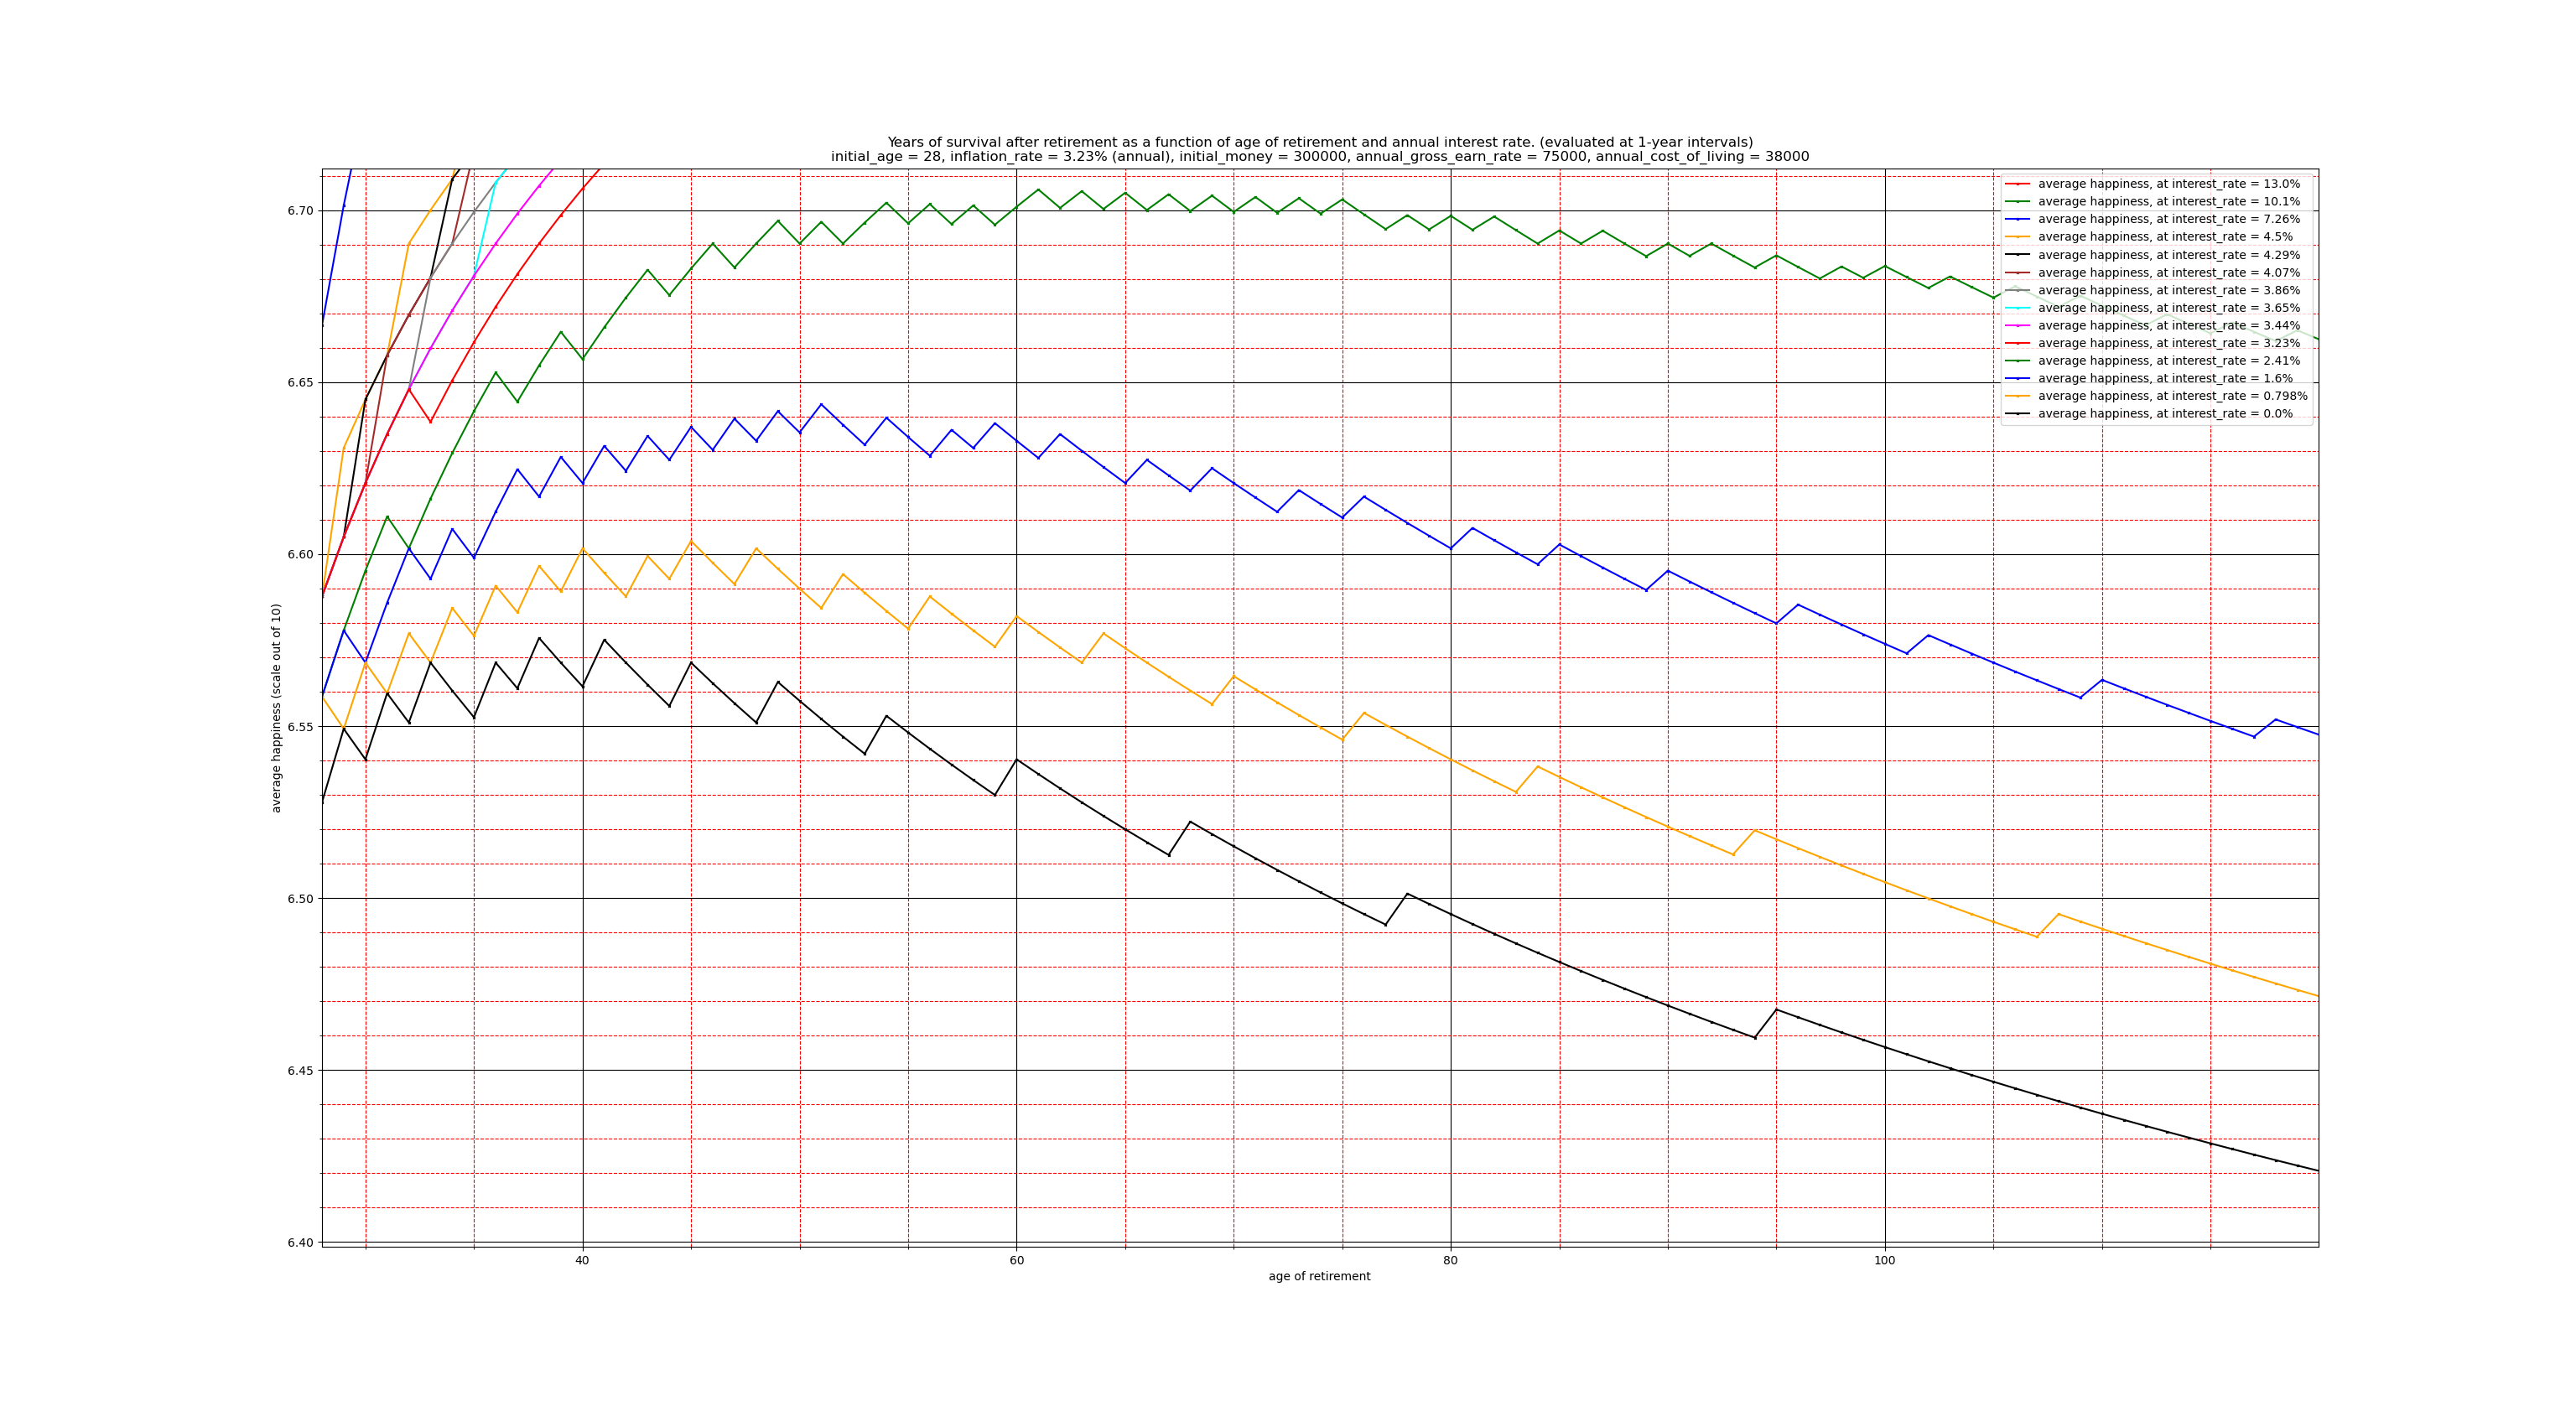 Years of survival after retirement as a function of age of retirement and annual interest rate. (evaluated at 1-year intervals)
initial_age = 28, inflation_rate = 3.23% (annual), initial_money = 300000, annual_gross_earn_rate = 75000, annual_cost_of_living = 38000
average happiness, at interest_rate = 13.0%
average happiness, at interest_rate = 10.1%
average happiness, at interest_rate = 7.26%
average happiness, at interest_rate = 4.5%
average happiness, at interest_rate = 4.29%
average happiness, at interest_rate = 4.07%
average happiness, at interest_rate = 3.86%
average happiness, at interest_rate = 3.65%
average happiness, at interest_rate = 3.44%
average happiness, at interest_rate = 3.23%
average happiness, at interest_rate = 2.41%
average happiness, at interest_rate = 1.6%
average happiness, at interest_rate = 0.798%
average happiness, at interest_rate = 0.0%
average happiness (scale out of 10)
6.70
6.65
6.60
6.55
6.50
6.45
6.40
40
60
80
100
age of retirement